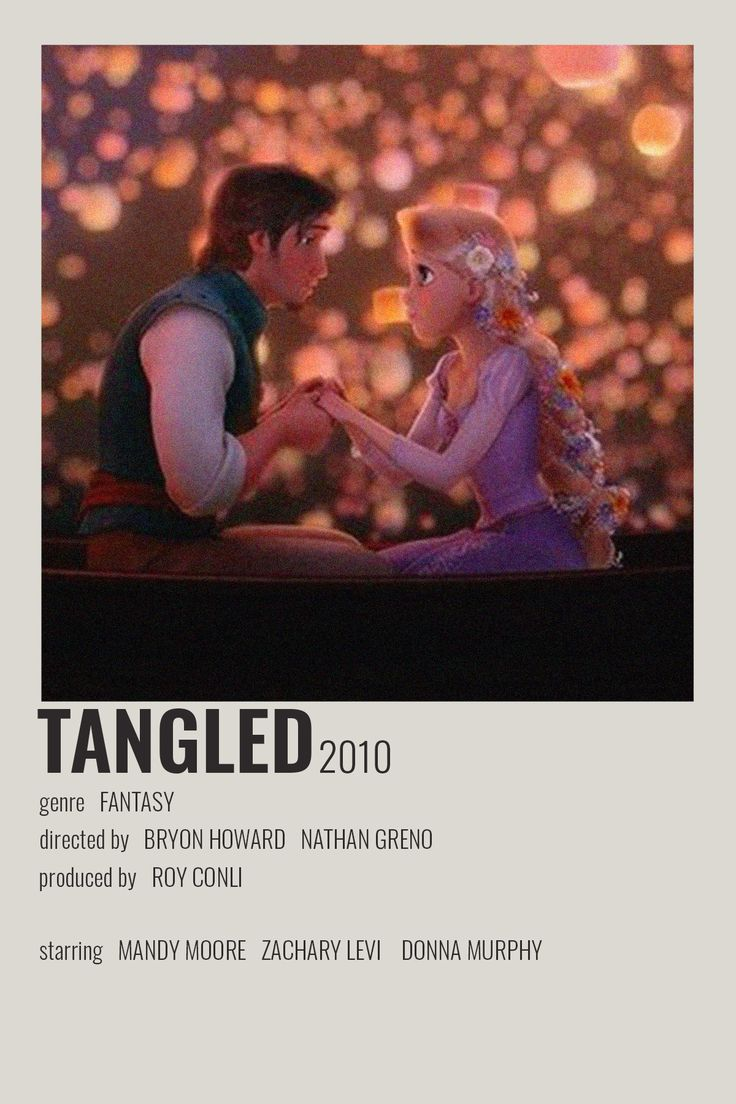 TANGLED 2010
genre FANTASY
directed by BRYON HOWARD NATHAN GRENO
produced by ROY CONLI
starring MANDY MOORE ZACHARY LEVI DONNA MURPHY